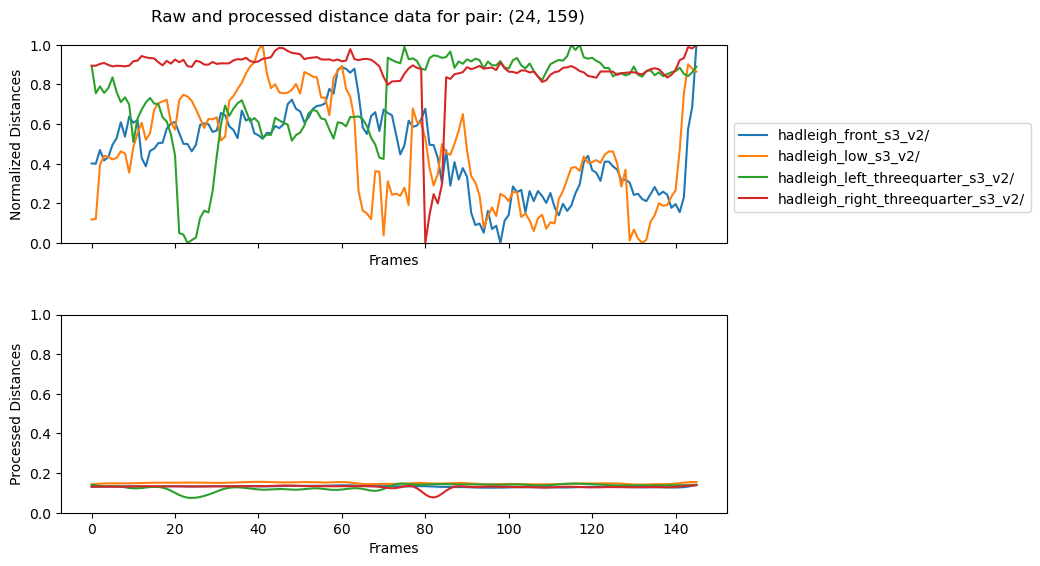 Raw and processed distance data for pair: (24, 159)
1.0
0.8
0.6
0.4
0.2
0.0
Normalized Distances
Frames
hadleigh_front_s3_v2/
hadleigh_low_s3_v2/
hadleigh_left_threequarter_s3_v2/
hadleigh_right_threequarter_s3_v2/
1.0
0.8
0.6
0.4
0.2
0.0
Processed Distances
0 20 40 60 80 100 120 140
Frames